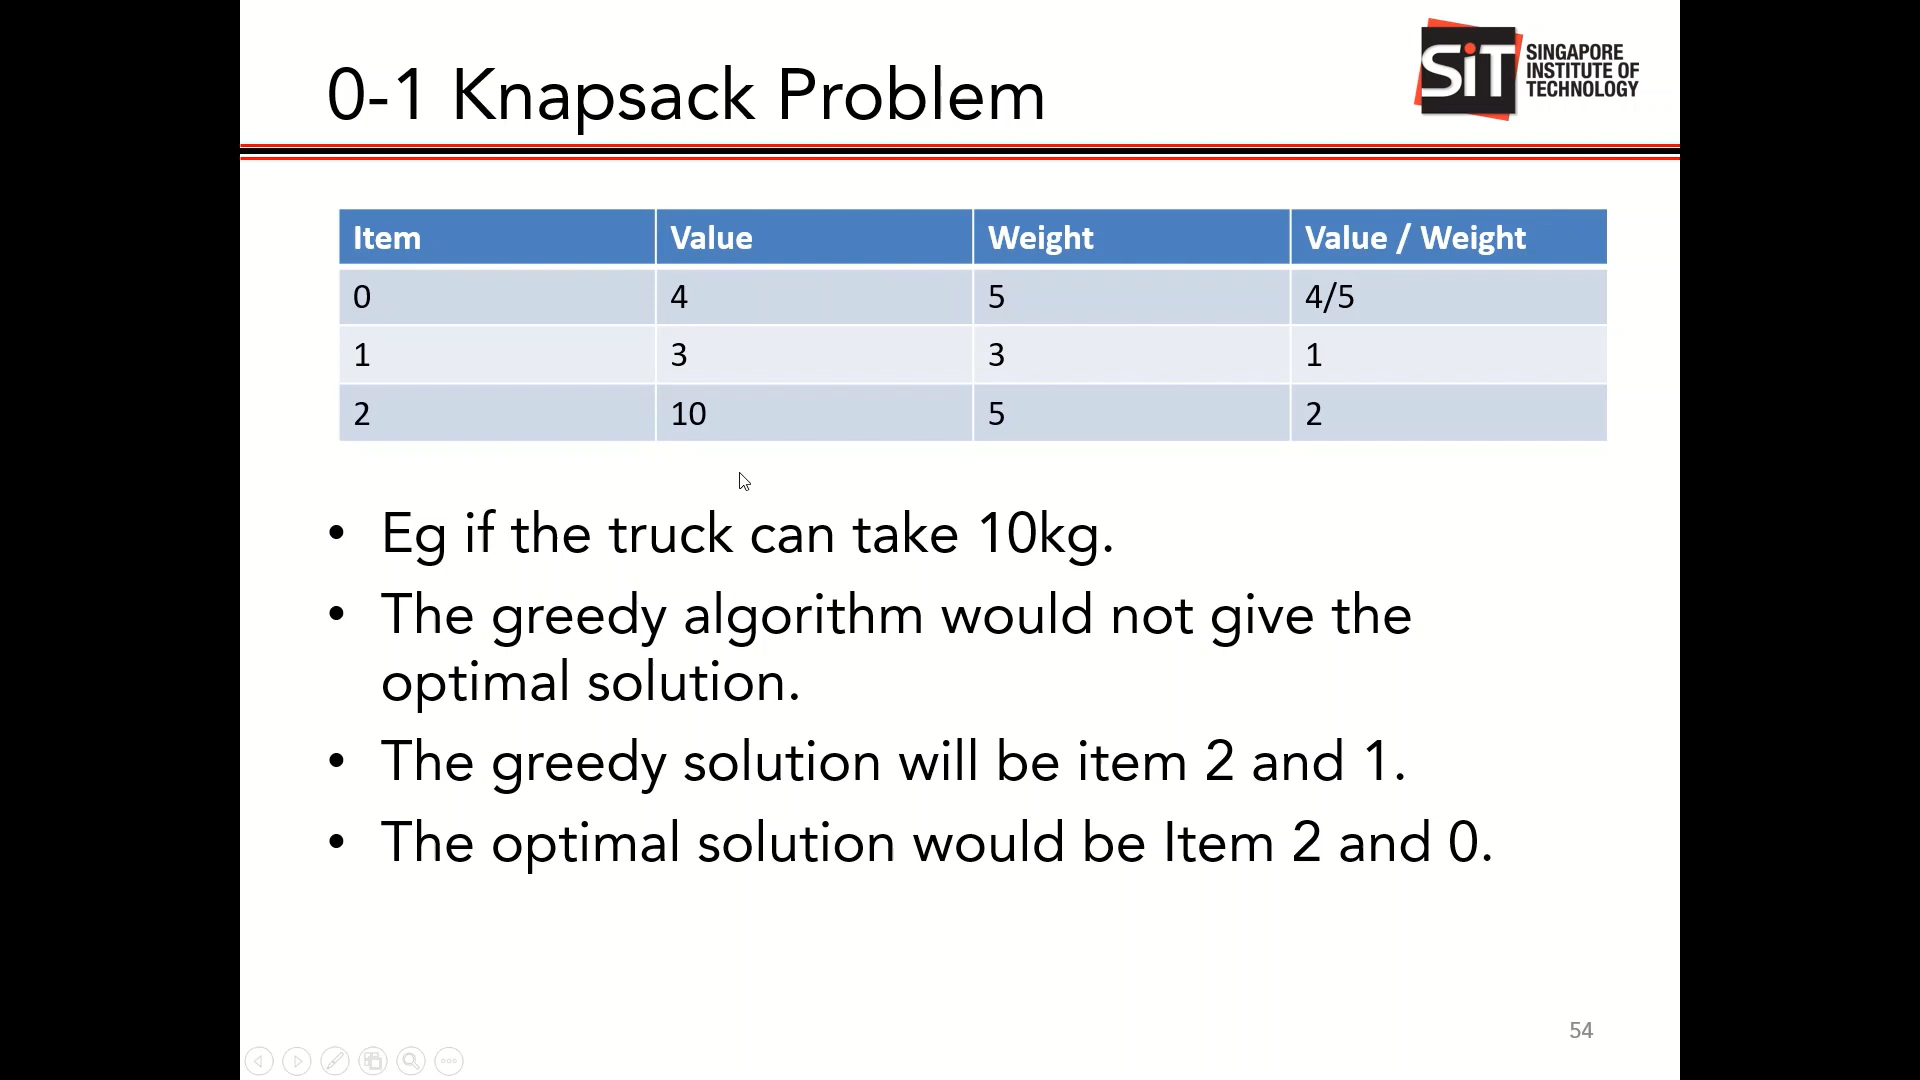 0-1 Knapsack Problem
SiT
SINGAPORE
INSTITUTE OF
TECHNOLOGY
Item Value Weight Value / Weight
0 4 5 4/5
1 3 3 1
2 10 5 2
• Eg if the truck can take 10kg.
• The greedy algorithm would not give the
optimal solution.
• The greedy solution will be item 2 and 1.
• The optimal solution would be Item 2 and 0.
54